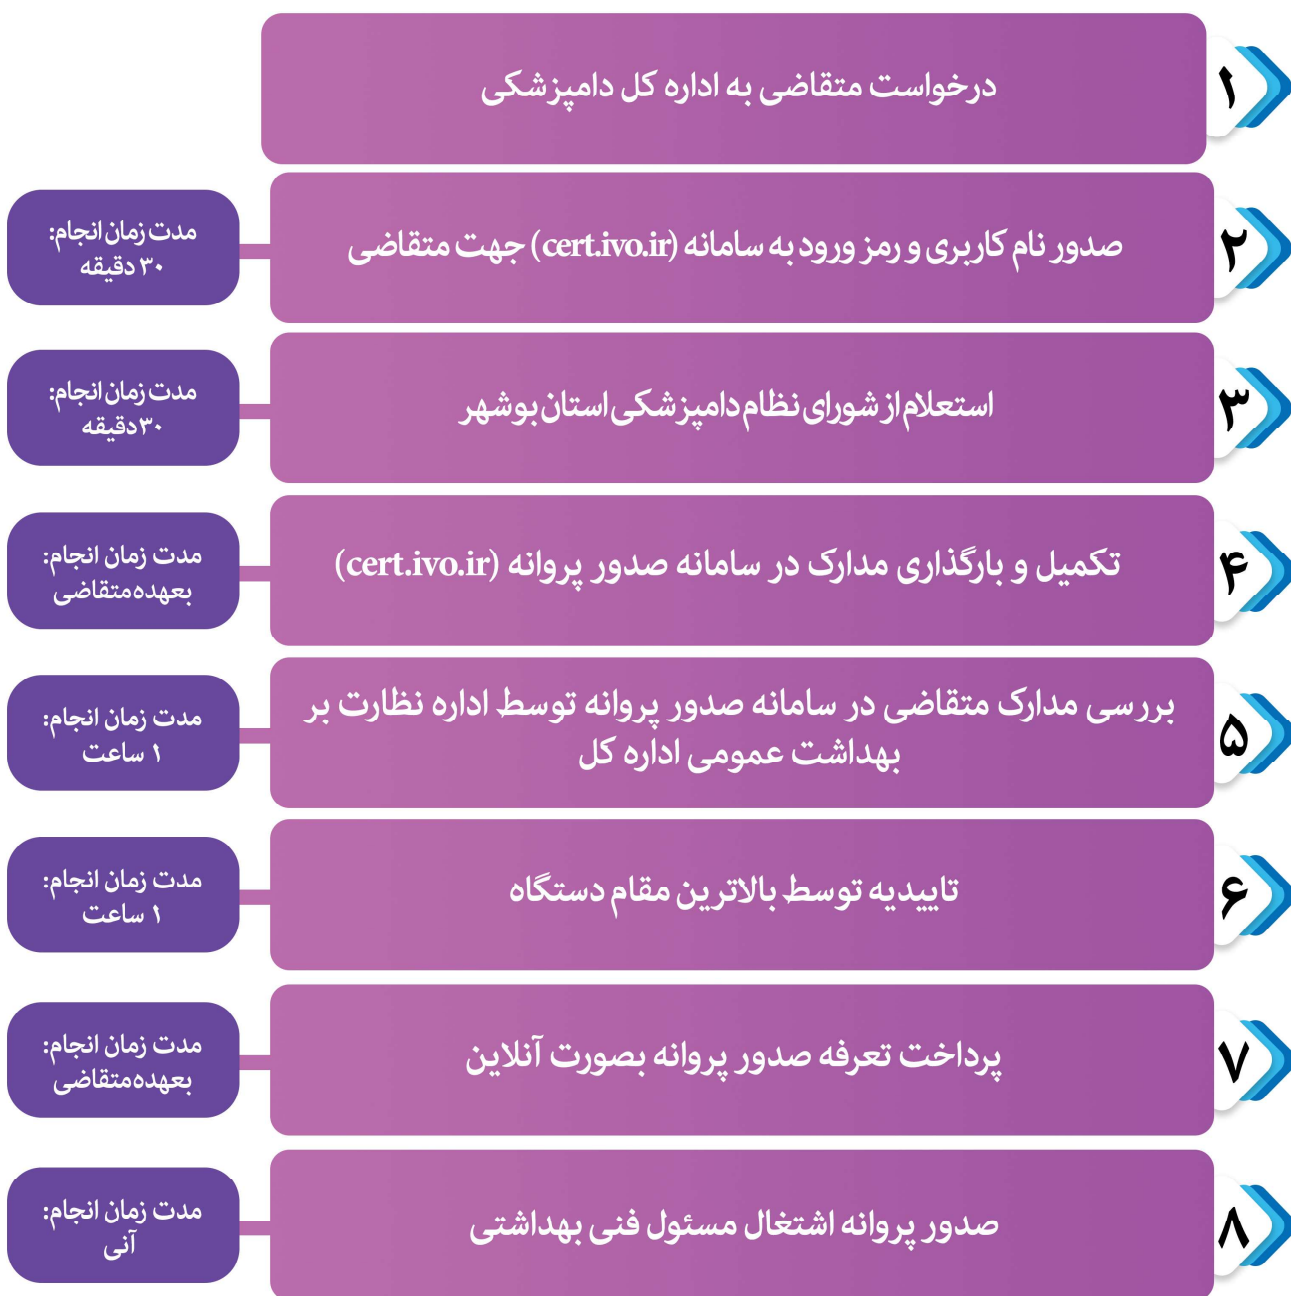 ۱
درخواست متقاضی به اداره کل دامپزشکی
۲
صدور نام کاربری و رمز ورود به سامانه (cert.ivo.ir) جهت متقاضی
مدت زمان انجام:
۳۰ دقیقه
۳
استعلام از شورای نظام دامپزشکی استان بوشهر
مدت زمان انجام:
۳۰ دقیقه
۴
تکمیل و بارگذاری مدارک در سامانه صدور پروانه (cert.ivo.ir)
مدت زمان انجام:
بعهده متقاضی
۵
بررسی مدارک متقاضی در سامانه صدور پروانه توسط اداره نظارت بر
بهداشت عمومی اداره کل
مدت زمان انجام:
۱ ساعت
۶
تاییدیه توسط بالاترین مقام دستگاه
مدت زمان انجام:
۱ ساعت
۷
پرداخت تعرفه صدور پروانه بصورت آنلاین
مدت زمان انجام:
بعهده متقاضی
۸
صدور پروانه اشتغال مسئول فنی بهداشتی
مدت زمان انجام:
آنی